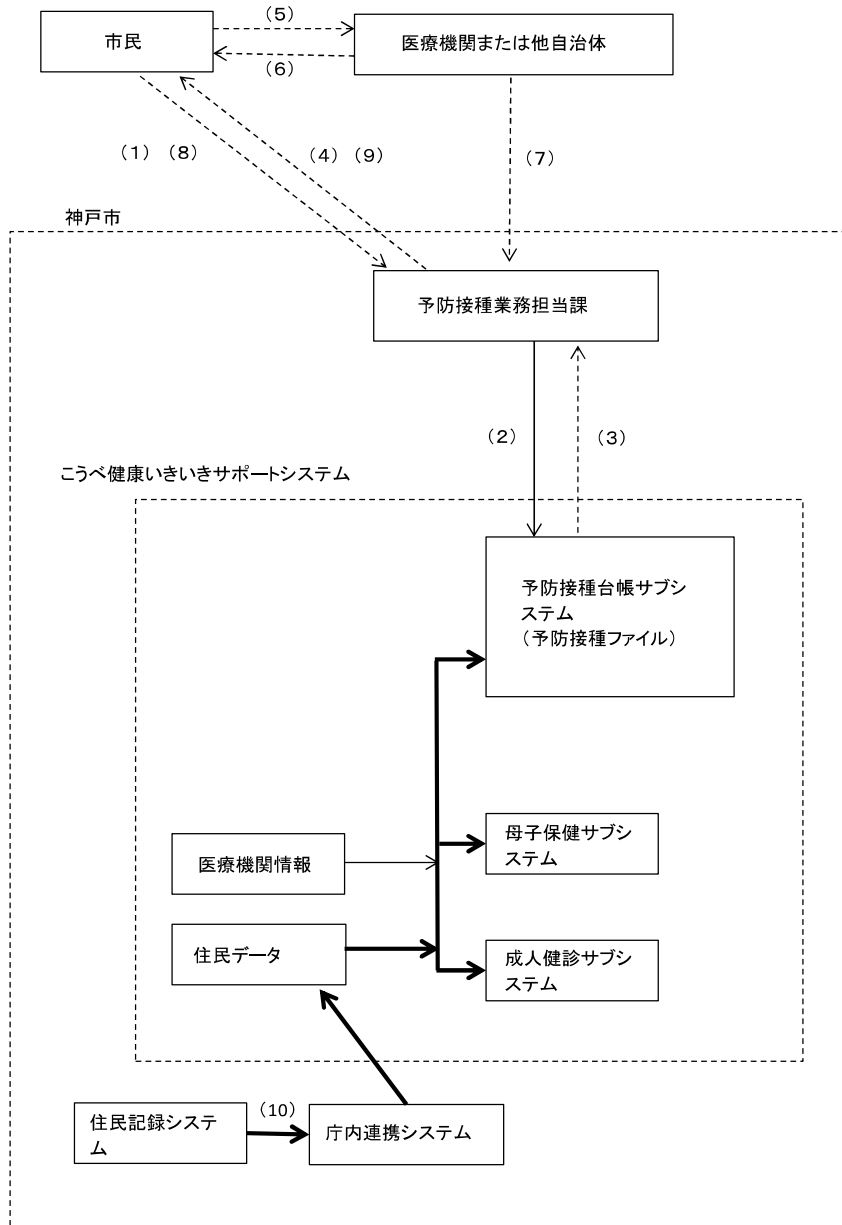 (5)
市民
医療機関または他自治体
(6)
(1) (8)
(4) (9)
(7)
神戸市
予防接種業務担当課
(2)
(3)
こうべ健康いきいきサポートシステム
予防接種台帳サブシ
ステム
(予防接種ファイル)
母子保健サブシ
ステム
医療機関情報
住民データ
成人健診サブシ
ステム
住民記録システ
ム
(10)
庁内連携システム